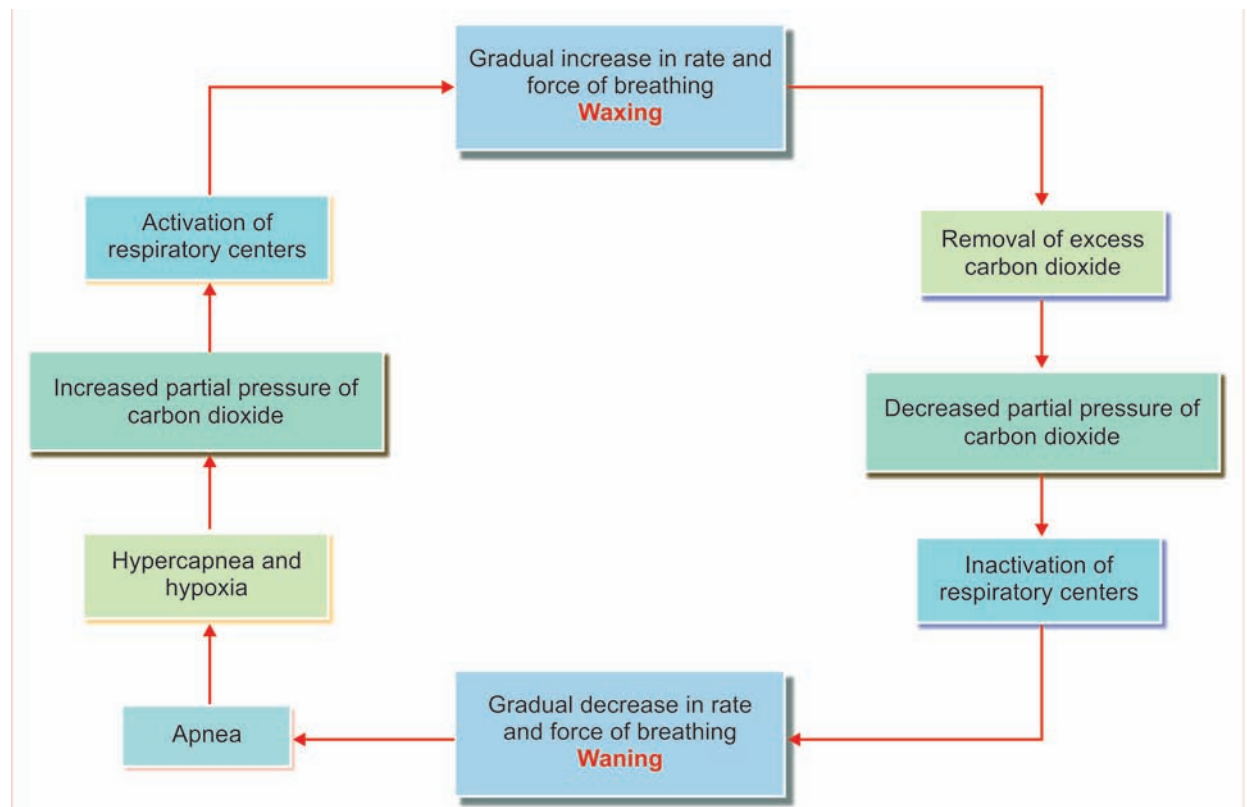 Gradual increase in rate and
force of breathing
Waxing
Removal of excess
carbon dioxide
Decreased partial pressure of
carbon dioxide
Inactivation of
respiratory centers
Gradual decrease in rate
and force of breathing
Waning
Apnea
Hypercapnea and
hypoxia
Increased partial pressure of
carbon dioxide
Activation of
respiratory centers